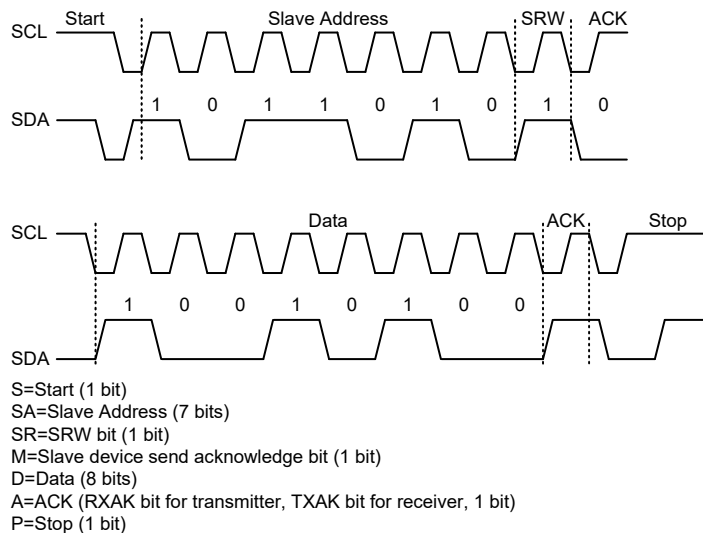 Start Slave Address SRW ACK
SCL
1 0 1 1 0 1 0 1 0
SDA
Data ACK Stop
SCL
1 0 0 1 0 1 0 0
SDA
S=Start (1 bit)
SA=Slave Address (7 bits)
SR=SRW bit (1 bit)
M=Slave device send acknowledge bit (1 bit)
D=Data (8 bits)
A=ACK (RXAK bit for transmitter, TXAK bit for receiver, 1 bit)
P=Stop (1 bit)